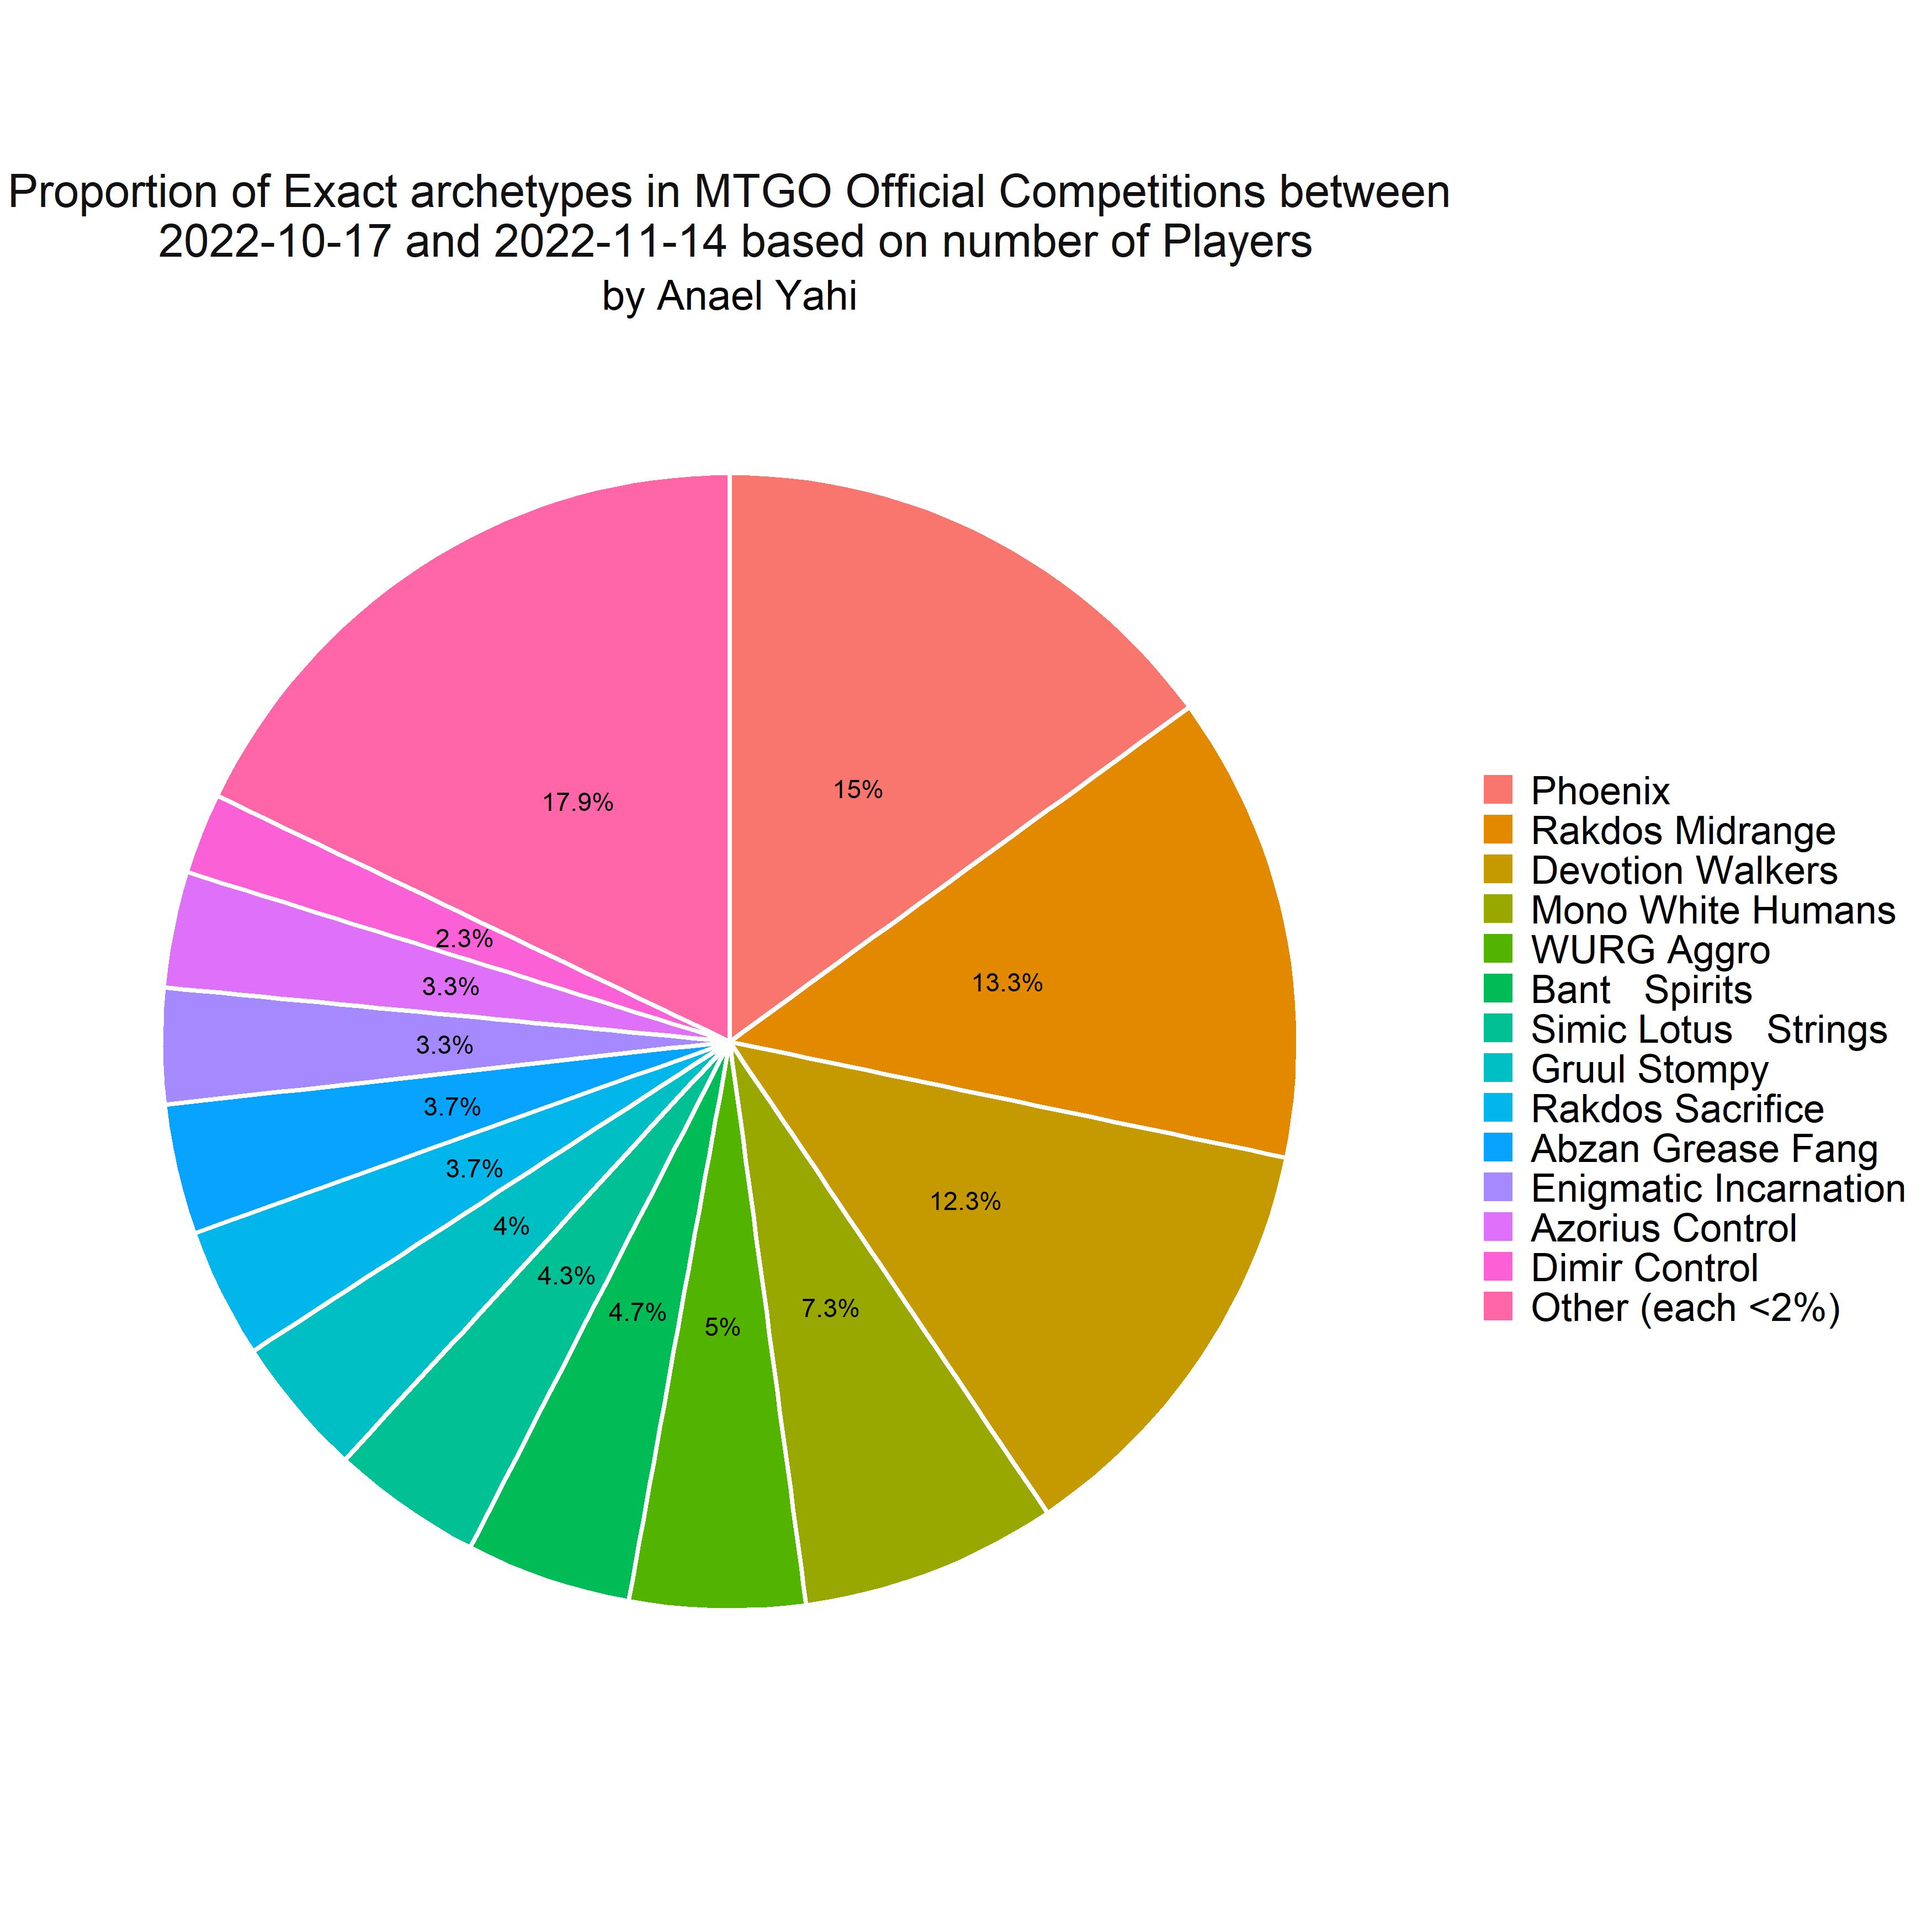 Proportion of Exact archetypes in MTGO Official Competitions between
2022-10-17 and 2022-11-14 based on number of Players
by Anael Yahi
15%
17.9%
13.3%
2.3%
3.3%
3.3%
3.7%
3.7%
12.3%
4%
4.3%
4.7%
5%
7.3%
Phoenix
Rakdos Midrange
Devotion Walkers
Mono White Humans
WURG Aggro
Bant   Spirits
Simic Lotus   Strings
Gruul Stompy
Rakdos Sacrifice
Abzan Grease Fang
Enigmatic Incarnation
Azorius Control
Dimir Control
Other (each <2%)